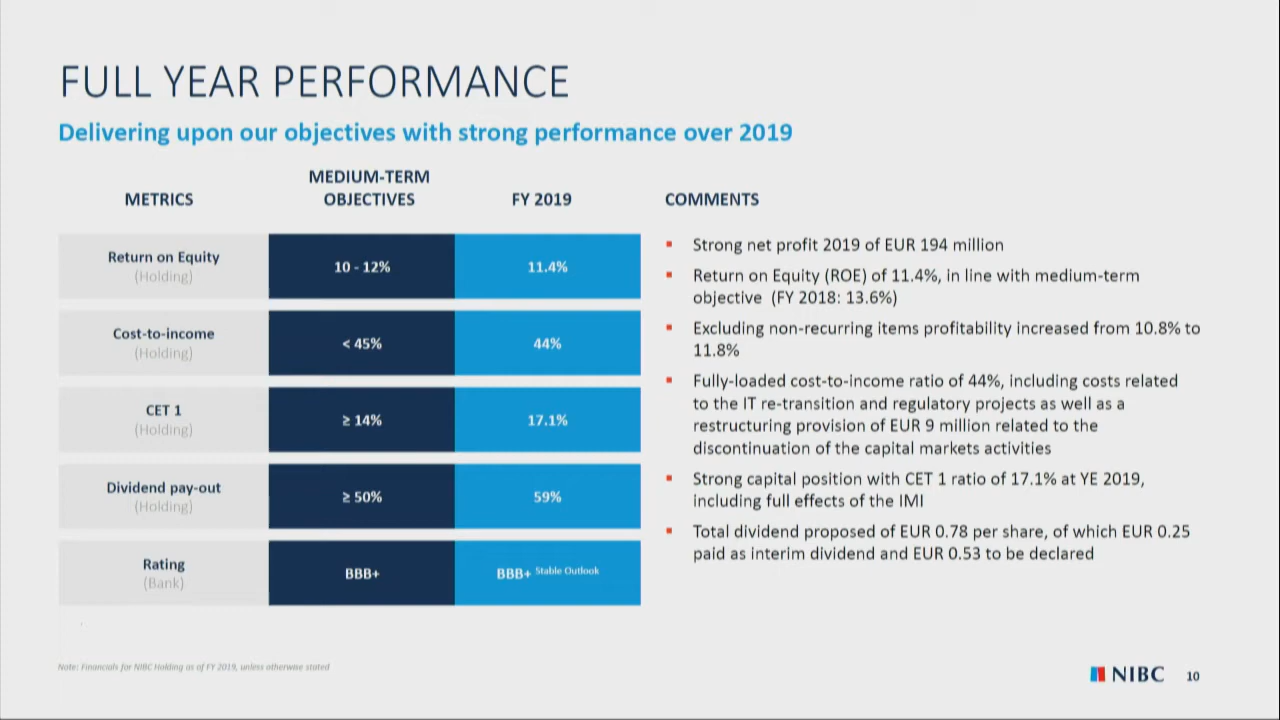 FULL YEAR PERFORMANCE
Delivering upon our objectives with strong performance over 2019
METRICS
MEDIUM-TERM
OBJECTIVES
FY 2019
COMMENTS
Return on Equity
(Holding)
10 - 12%
11.4%
Cost-to-income
(Holding)
< 45%
44%
CET 1
(Holding)
≥ 14%
17.1%
Dividend pay-out
(Holding)
≥ 50%
59%
Rating
(Bank)
BBB+
BBB+ Stable Outlook
▪ Strong net profit 2019 of EUR 194 million
▪ Return on Equity (ROE) of 11.4%, in line with medium-term
objective (FY 2018: 13.6%)
▪ Excluding non-recurring items profitability increased from 10.8% to
11.8%
▪ Fully-loaded cost-to-income ratio of 44%, including costs related
to the IT re-transition and regulatory projects as well as a
restructuring provision of EUR 9 million related to the
discontinuation of the capital markets activities
▪ Strong capital position with CET 1 ratio of 17.1% at YE 2019,
including full effects of the IMI
▪ Total dividend proposed of EUR 0.78 per share, of which EUR 0.25
paid as interim dividend and EUR 0.53 to be declared
Note: Financials for NIBC Holding as of FY 2019, unless otherwise stated
NIBC
10